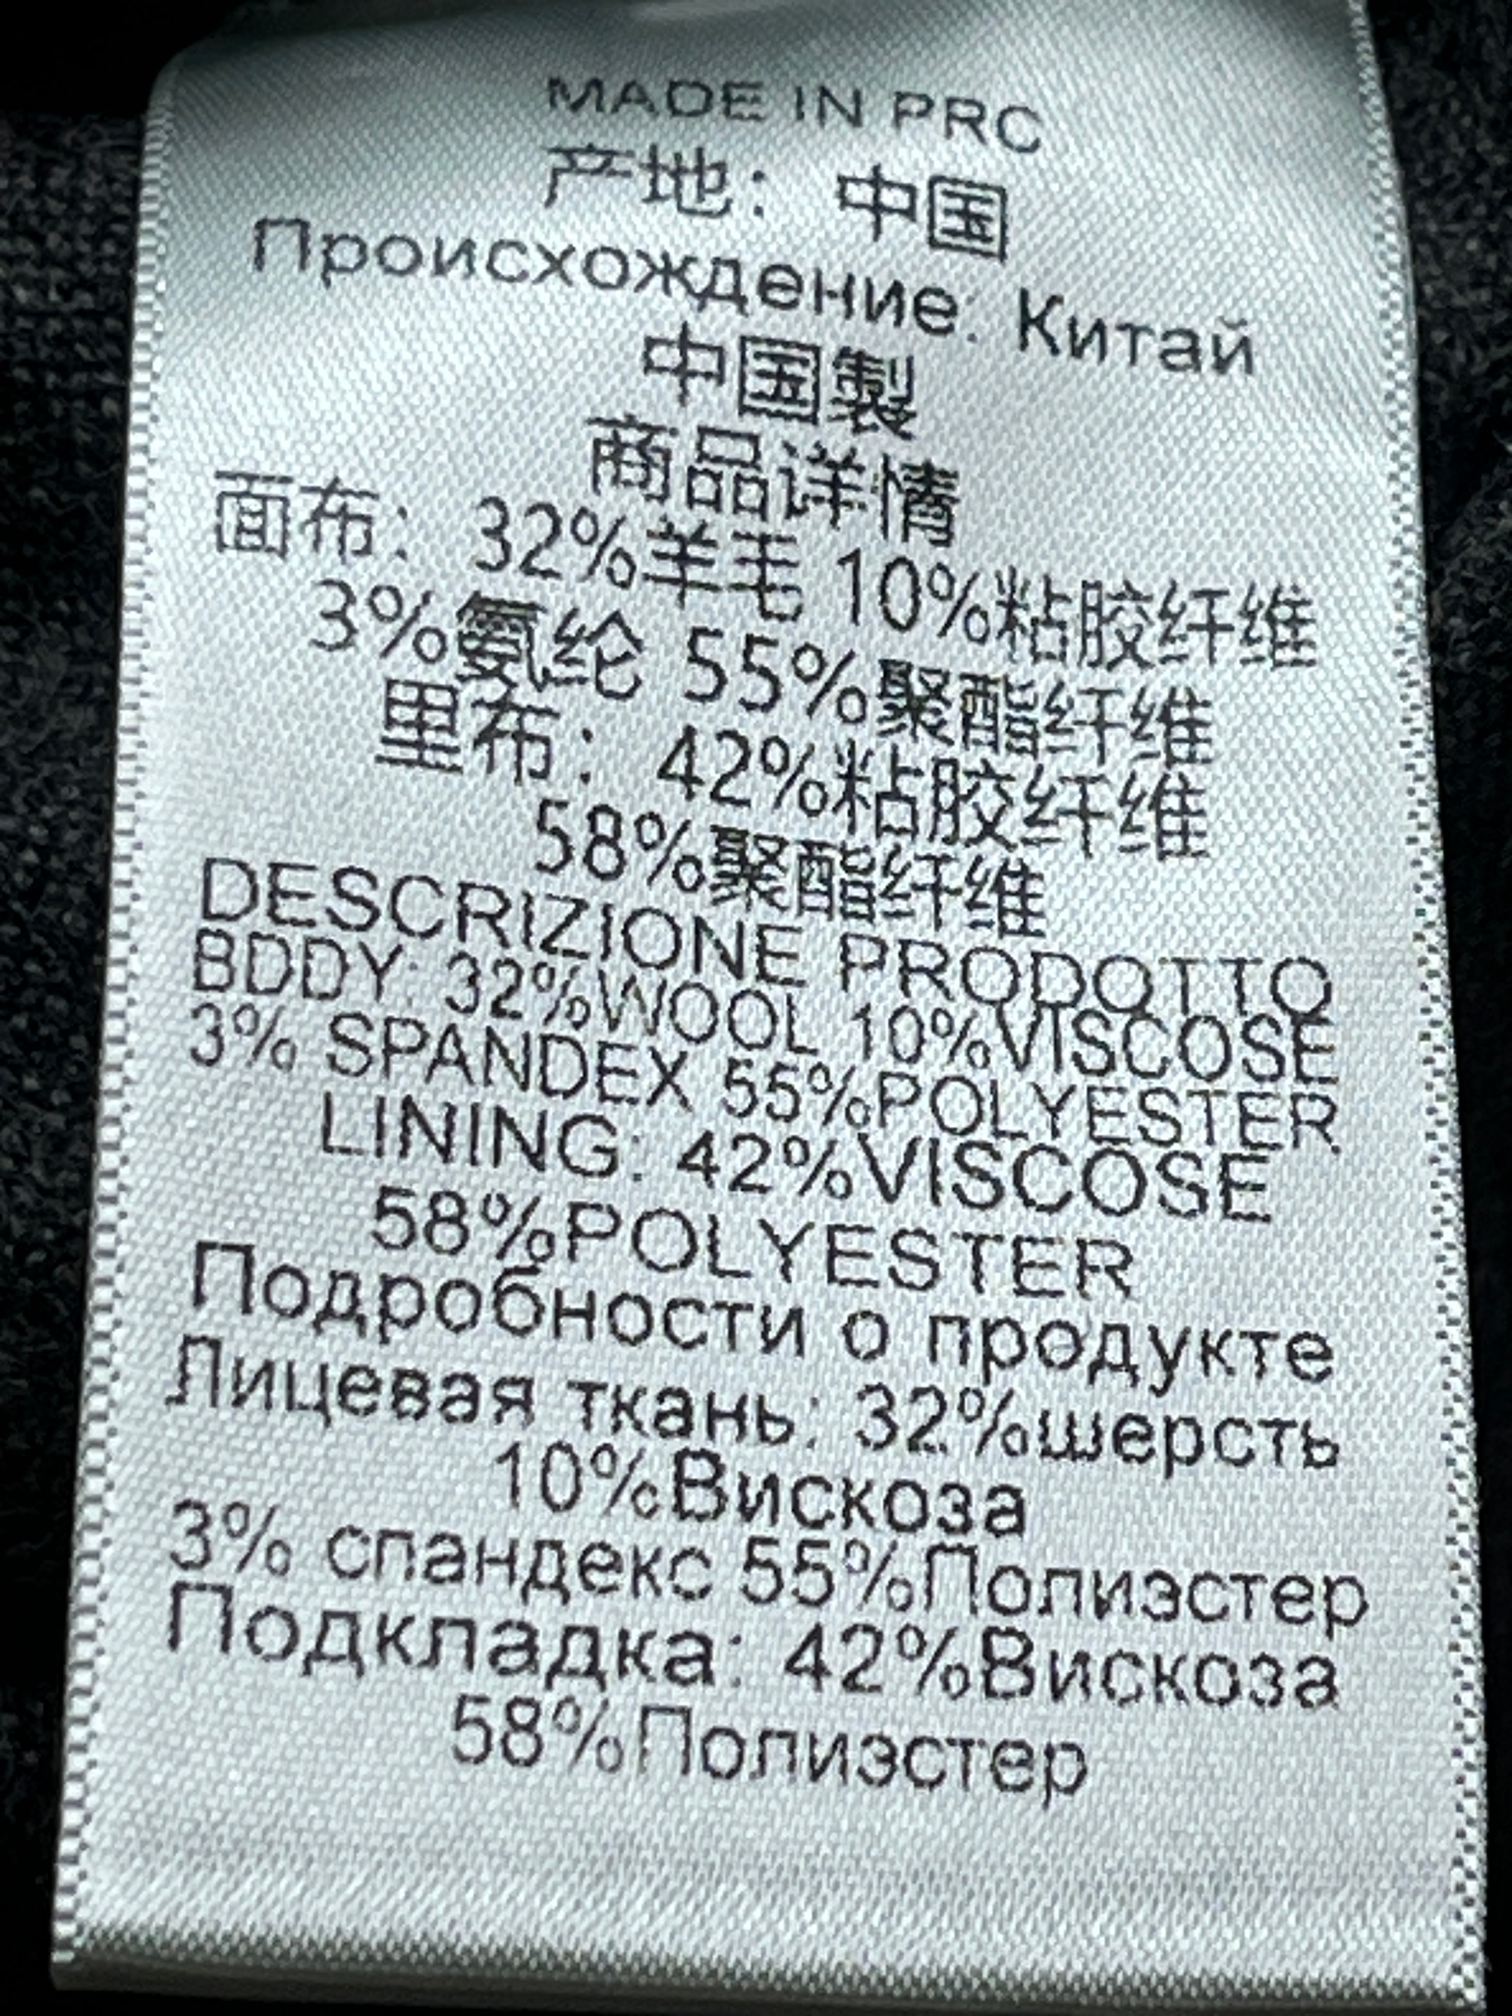 MADE IN PRC
产地：中国
Происхождение: Китай
中国製
商品详情
面布：32%羊毛 10%粘胶纤维
3%氨纶 55%聚酯纤维
里布：42%粘胶纤维
58%聚酯纤维
DESCRIZIONE PRODOTTO
BDDY: 32%WOOL 10%VISCOSE
3% SPANDEX 55%POLYESTER
LINING: 42%VISCOSE
58%POLYESTER
Подробности о продукте
Лицевая ткань: 32%шерсть
10%Вискоза
3% спандекс 55%Полиэстер
Подкладка: 42%Вискоза
58%Полиэстер